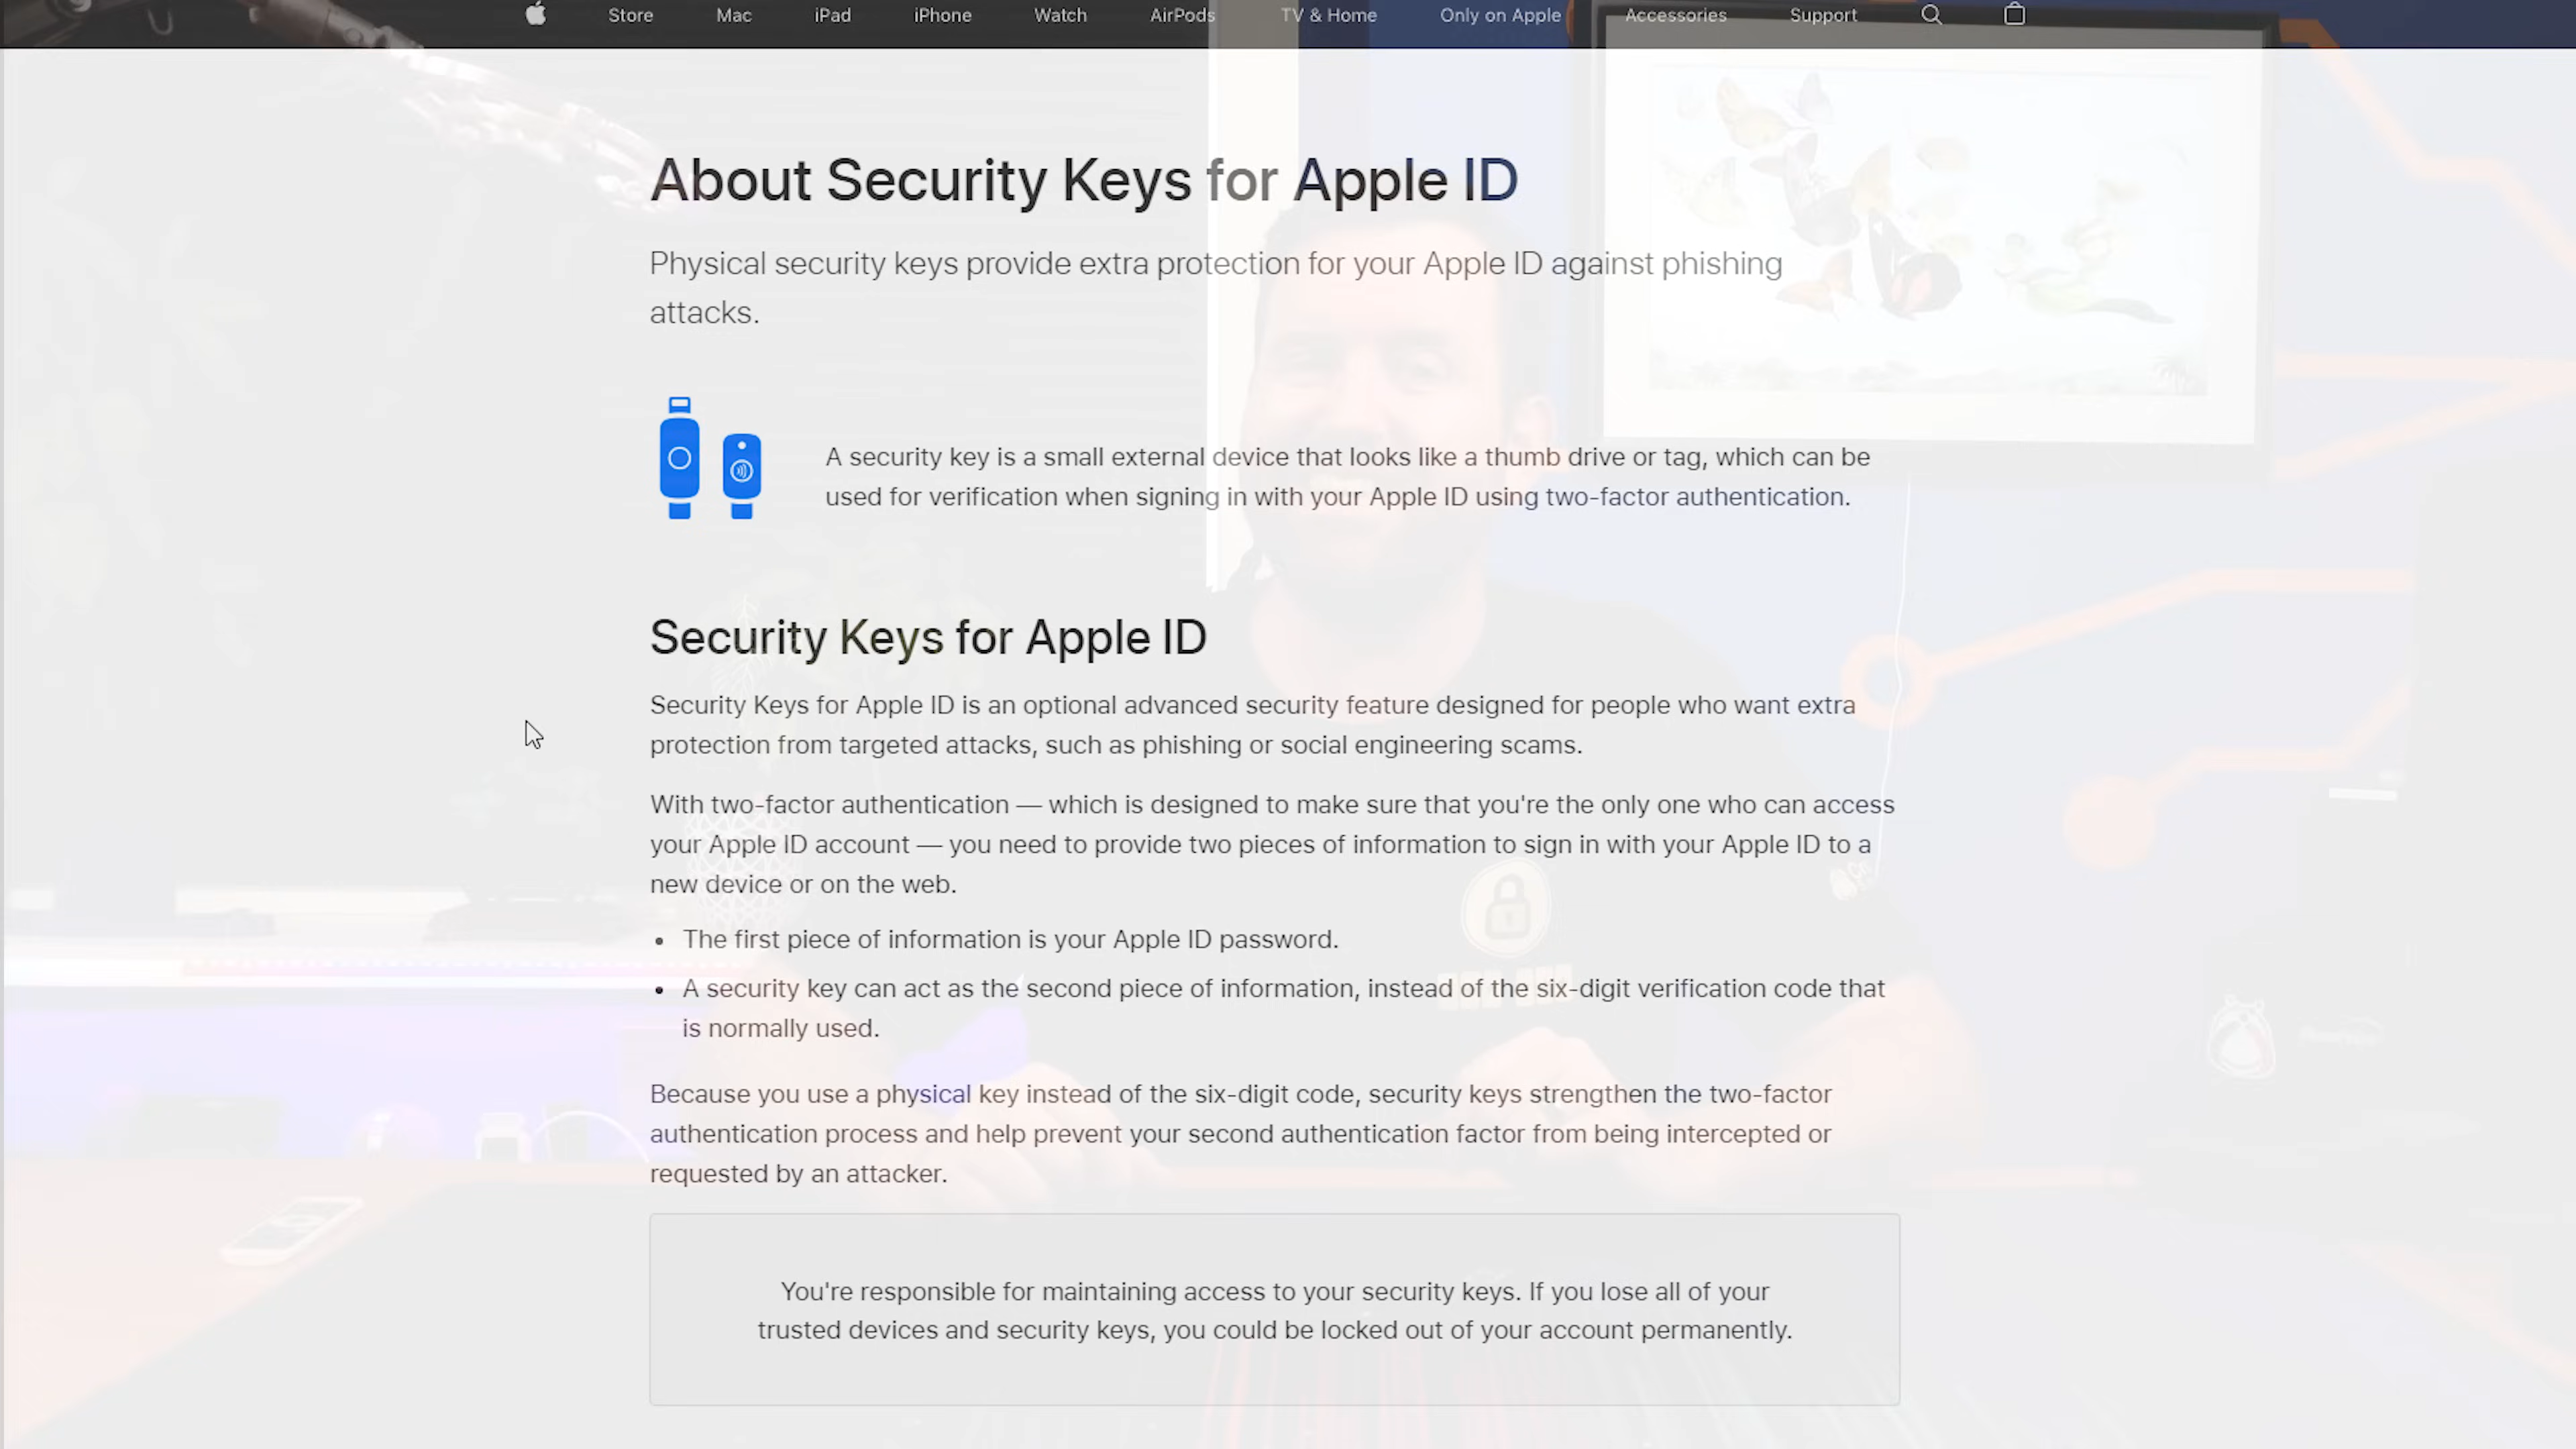 Store Mac iPad iPhone Watch AirPods TV & Home Only on Apple Accessories Support
About Security Keys for Apple ID
Physical security keys provide extra protection for your Apple ID against phishing
attacks.
A security key is a small external device that looks like a thumb drive or tag, which can be
used for verification when signing in with your Apple ID using two-factor authentication.
Security Keys for Apple ID
Security Keys for Apple ID is an optional advanced security feature designed for people who want extra
protection from targeted attacks, such as phishing or social engineering scams.
With two-factor authentication — which is designed to make sure that you're the only one who can access
your Apple ID account — you need to provide two pieces of information to sign in with your Apple ID to a
new device or on the web.
• The first piece of information is your Apple ID password.
• A security key can act as the second piece of information, instead of the six-digit verification code that
is normally used.
Because you use a physical key instead of the six-digit code, security keys strengthen the two-factor
authentication process and help prevent your second authentication factor from being intercepted or
requested by an attacker.
You're responsible for maintaining access to your security keys. If you lose all of your
trusted devices and security keys, you could be locked out of your account permanently.